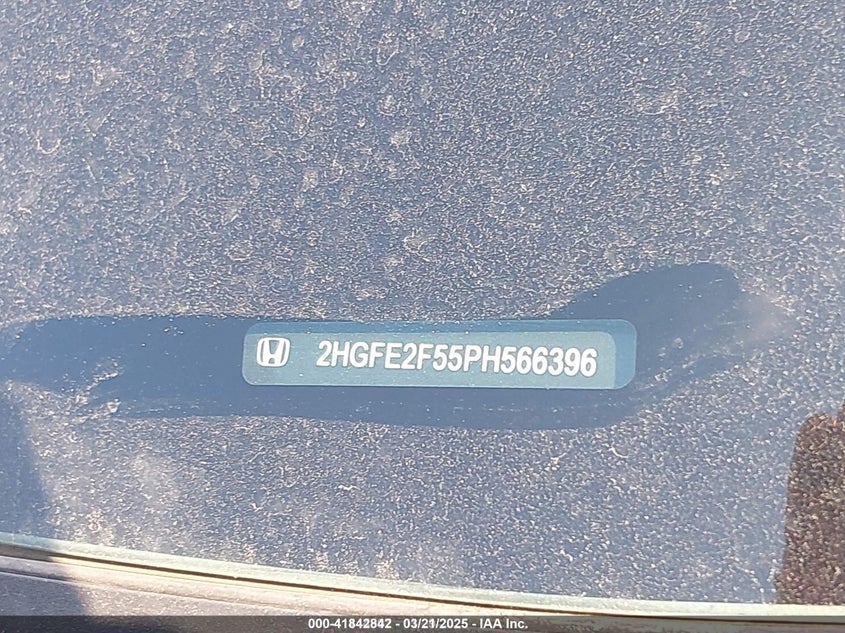 2HGFE2F55PH566396
000-41842842 - 03/21/2025 - IAA, Inc.